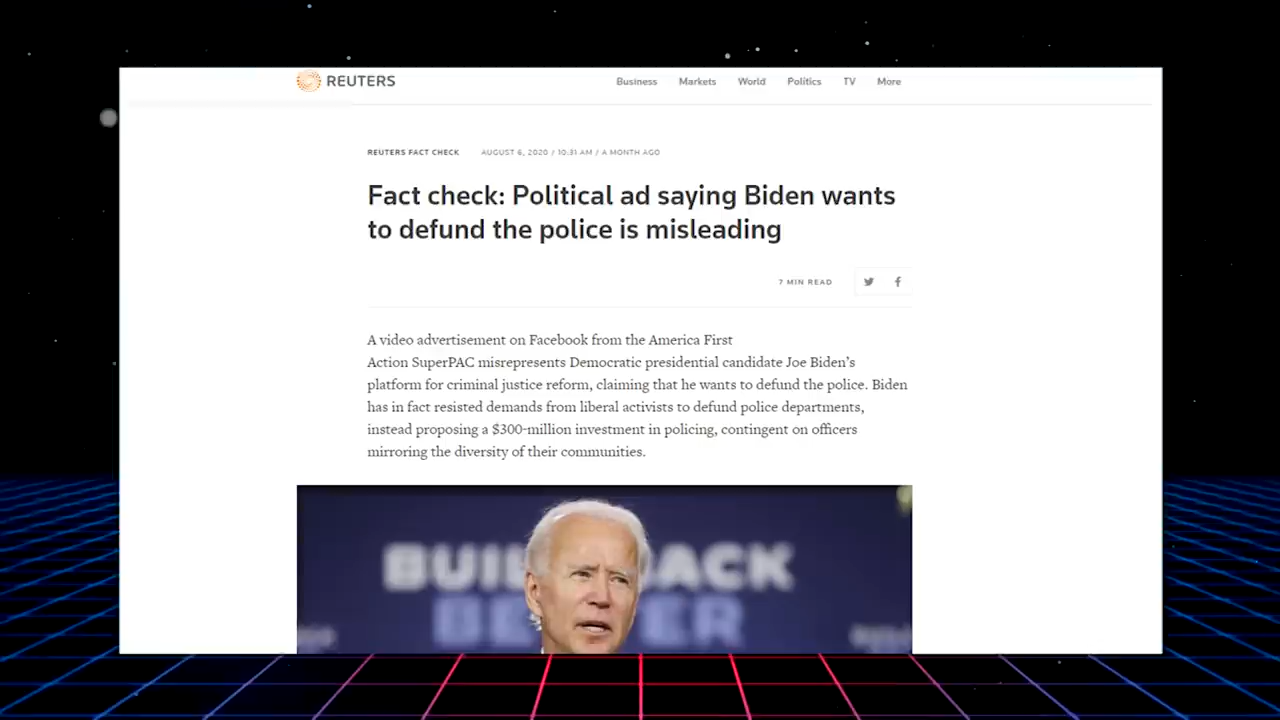 REUTERS
Business Markets World Politics TV More
REUTERS FACT CHECK AUGUST 6, 2020 / 10:31 AM / A MONTH AGO
Fact check: Political ad saying Biden wants
to defund the police is misleading
7 MIN READ
A video advertisement on Facebook from the America First
Action SuperPAC misrepresents Democratic presidential candidate Joe Biden’s
platform for criminal justice reform, claiming that he wants to defund the police. Biden
has in fact resisted demands from liberal activists to defund police departments,
instead proposing a $300-million investment in policing, contingent on officers
mirroring the diversity of their communities.